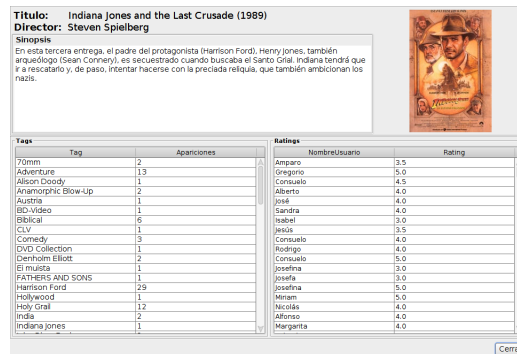 Titulo: Indiana Jones and the Last Crusade (1989)
Director: Steven Spielberg
Sinopsis
En esta tercera entrega, el padre del protagonista (Harrison Ford), Henry Jones, también
arqueólogo (Sean Connery), es secuestrado cuando buscaba el Santo Grial. Indiana tendrá que
ir a rescatarlo y, de paso, intentar hacerse con la preciada reliquia, que también ambicionan los
nazis.
Tags
Tag Apariciones
70mm 2
Adventure 13
Alison Doody 1
Anamorphic Blow-Up 2
Austria 1
BD-Video 1
Biblical 6
CLV 1
Comedy 3
DVD Collection 1
Denholm Elliott 2
El muista 1
FATHERS AND SONS 1
Harrison Ford 29
Hollywood 1
Holy Grail 12
India 2
Indiana Jones 1
Ratings
NombreUsuario Rating
Amparo 3.5
Gregorio 5.0
Consuelo 4.5
Alberto 4.0
José 4.0
Sandra 4.0
Isabel 3.0
Jesús 3.5
Consuelo 4.0
Rodrigo 4.0
Consuelo 5.0
Josefina 3.0
Josefa 3.0
Josefina 5.0
Miriam 5.0
Nicolás 4.0
Alfonso 4.0
Margarita 4.0
Cerra